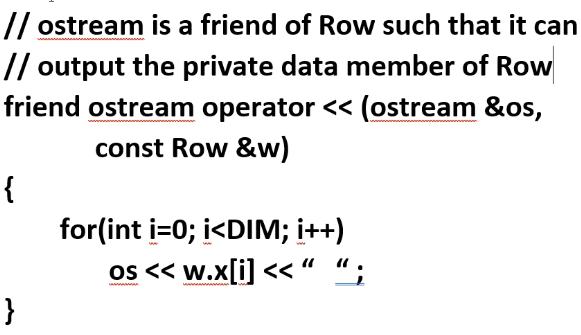 // ostream is a friend of Row such that it can
// output the private data member of Row
friend ostream operator << (ostream &os,
const Row &w)
{
for(int i=0; i<DIM; i++)
os << w.x[i] << “ “ ;
}